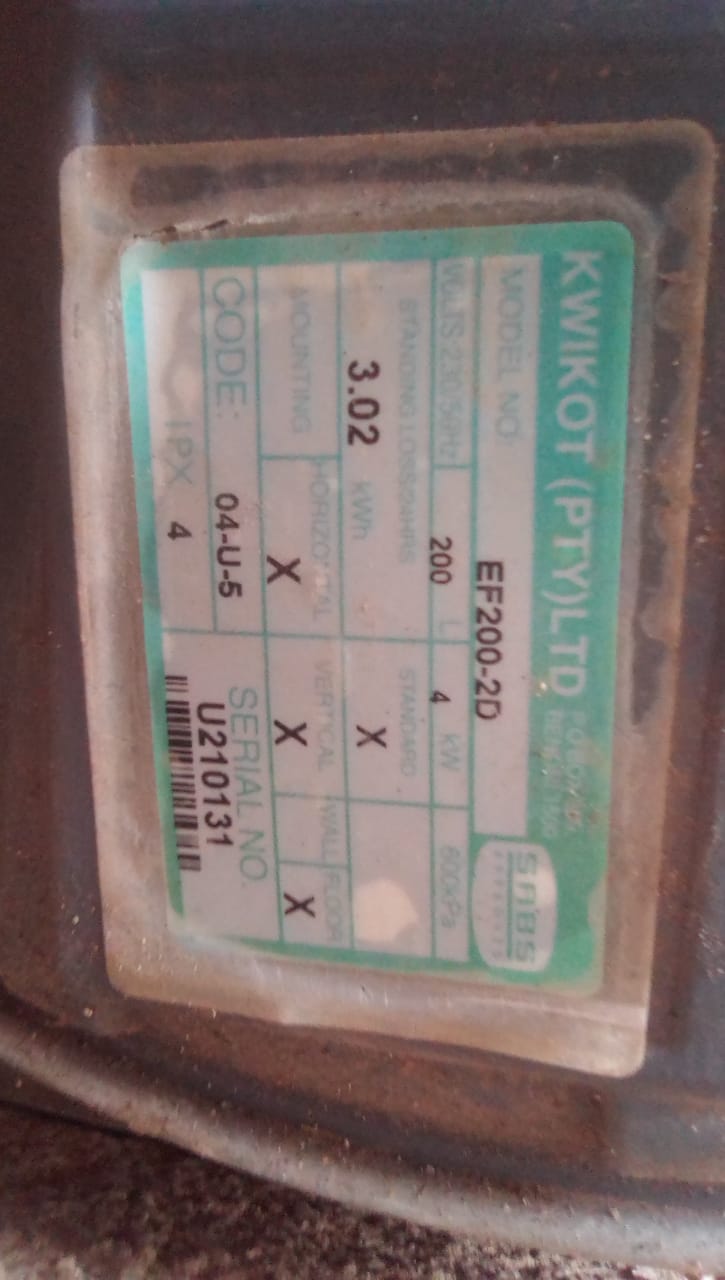 KWIKOT (PTY)LTD
MODEL NO
EF200-2D
SABS
VOLTS:230/50Hz
200 L
4 kW
600kPa
STANDING LOSS/24HRS
3.02 kWh
STANDARD
X
MOUNTING
HORIZONTAL
X
VERTICAL
X
WALL
FLOOR
X
CODE: 04-U-5
SERIAL NO.
U210131
IPX 4